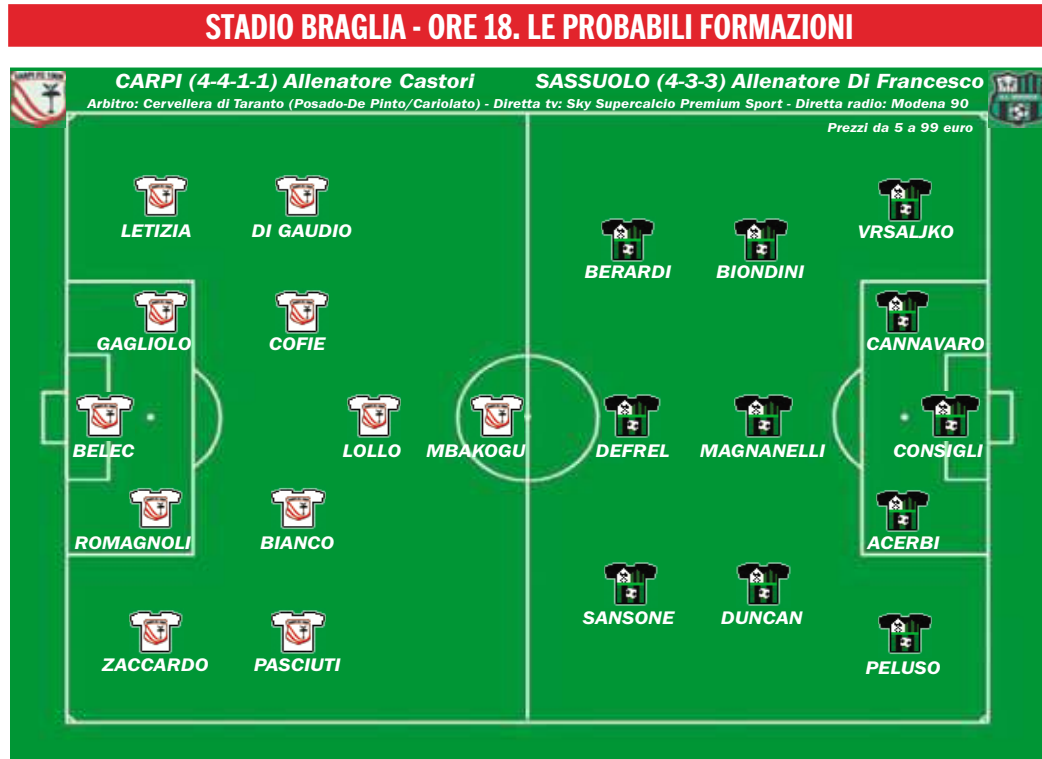 STADIO BRAGLIA - ORE 18. LE PROBABILI FORMAZIONI
CARPI (4-4-1-1) Allenatore Castori
SASSUOLO (4-3-3) Allenatore Di Francesco
Arbitro: Cervellera di Taranto (Posado-De Pinto/Cariolato) - Diretta tv: Sky Supercalcio Premium Sport - Diretta radio: Modena 90
Prezzi da 5 a 99 euro
LETIZIA
DI GAUDIO
GAGLIOLO
COFIE
BELEC
LOLLO
MBAKOGU
ROMAGNOLI
BIANCO
ZACCARDO
PASCIUTI
BERARDI
BIONDINI
VRSALJKO
CANNAVARO
DEFREL
MAGNANELLI
CONSIGLI
ACERBI
SANSONE
DUNCAN
PELUSO